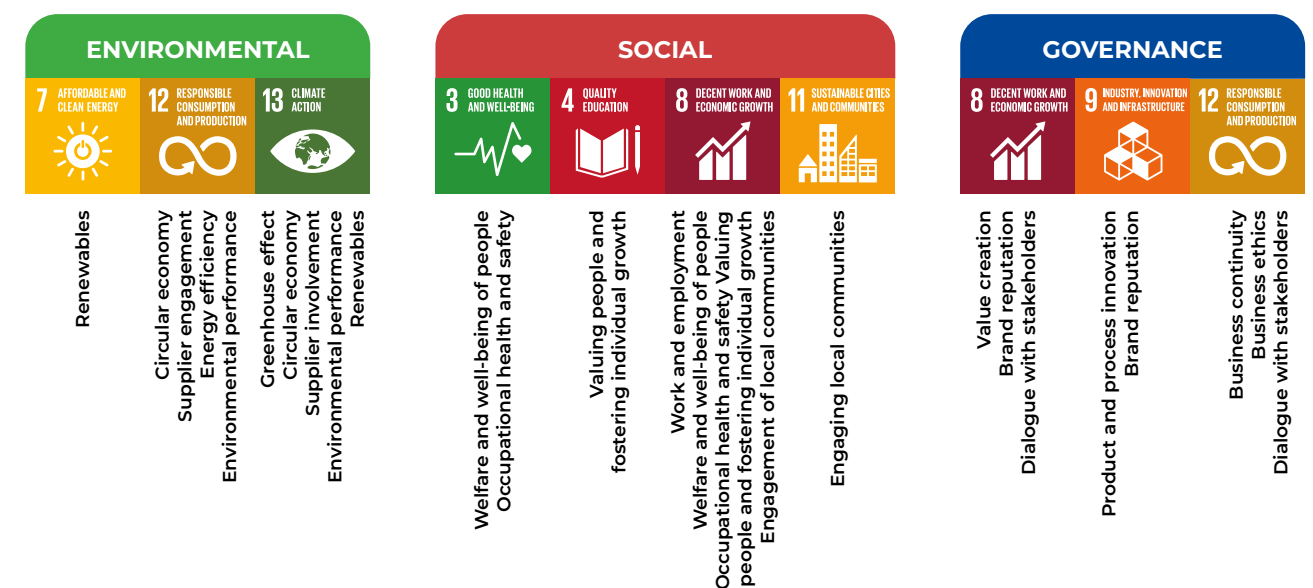 ENVIRONMENTAL
7 AFFORDABLE AND
CLEAN ENERGY
12 RESPONSIBLE
CONSUMPTION
AND PRODUCTION
13 CLIMATE
ACTION
Renewables
Circular economy
Supplier engagement
Energy efficiency
Environmental performance
Greenhouse effect
Circular economy
Supplier involvement
Environmental performance
Renewables
SOCIAL
3 GOOD HEALTH
AND WELL-BEING
4 QUALITY
EDUCATION
8 DECENT WORK AND
ECONOMIC GROWTH
11 SUSTAINABLE CITIES
AND COMMUNITIES
Welfare and well-being of people
Occupational health and safety
Valuing people and
fostering individual growth
Work and employment
Welfare and well-being of people
Occupational health and safety Valuing
people and fostering individual growth
Engagement of local communities
Engaging local communities
GOVERNANCE
8 DECENT WORK AND
ECONOMIC GROWTH
9 INDUSTRY, INNOVATION
AND INFRASTRUCTURE
12 RESPONSIBLE
CONSUMPTION
AND PRODUCTION
Value creation
Brand reputation
Dialogue with stakeholders
Product and process innovation
Brand reputation
Business continuity
Business ethics
Dialogue with stakeholders